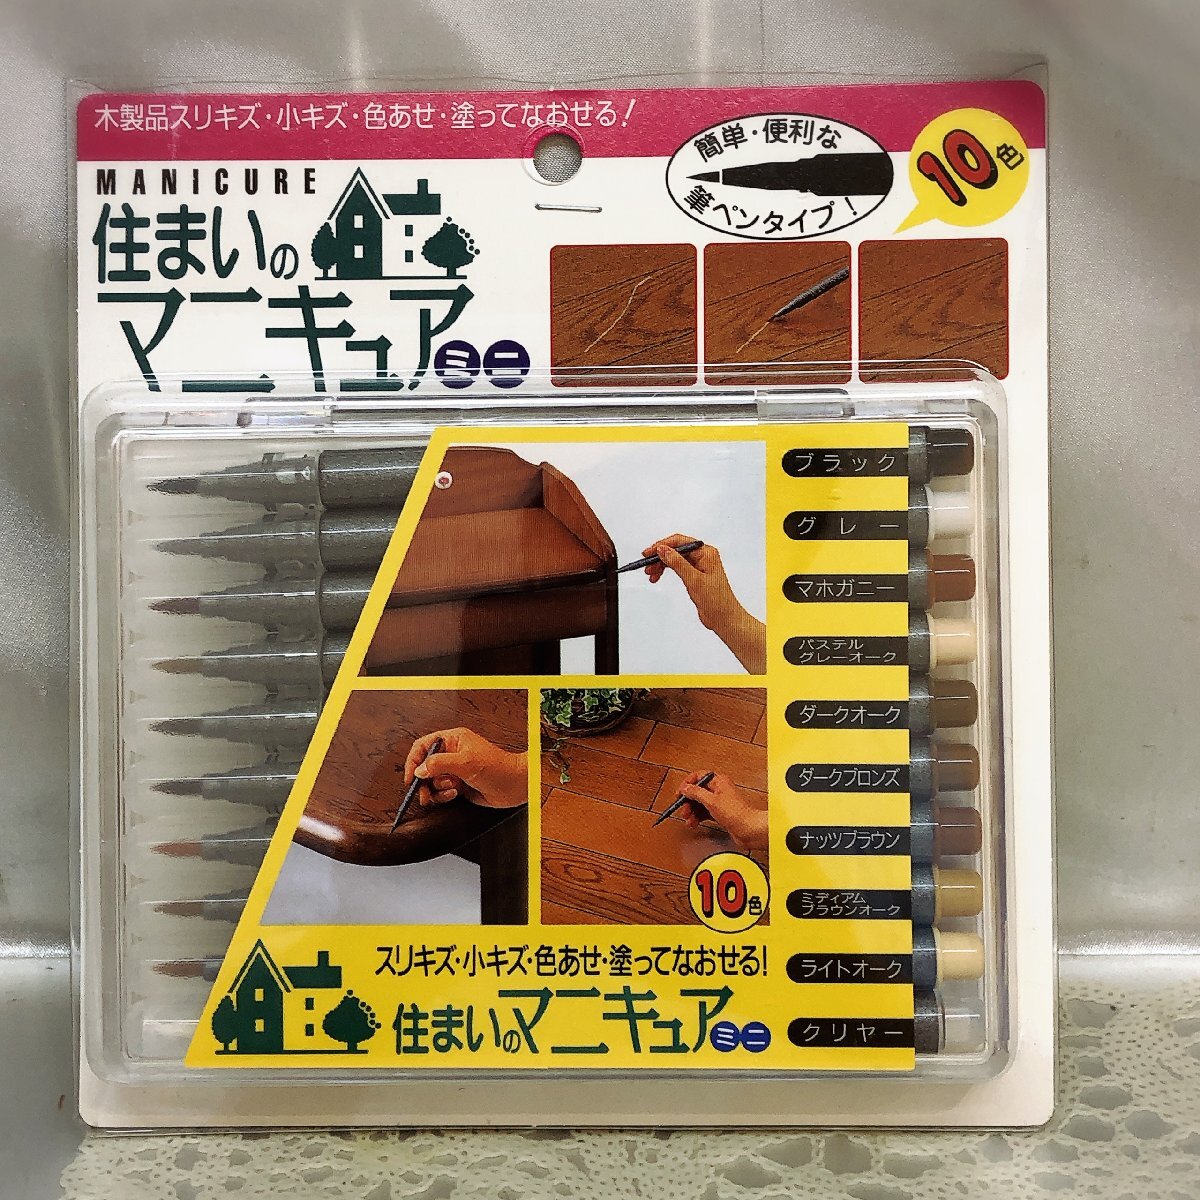 木製品スリキズ・小キズ・色あせ・塗ってなおせる!
簡単・便利な
筆ペンタイプ!
10色
MANICURE
住まいの
マニキュア
ミニ
ブラック
グレー
マホガニー
パステル
グレーオーク
ダークオーク
ダークブロンズ
ナッツブラウン
ミディアム
ブラウンオーク
ライトオーク
クリヤー
10色
スリキズ・小キズ・色あせ・塗ってなおせる!
住まいのマニキュアミニ